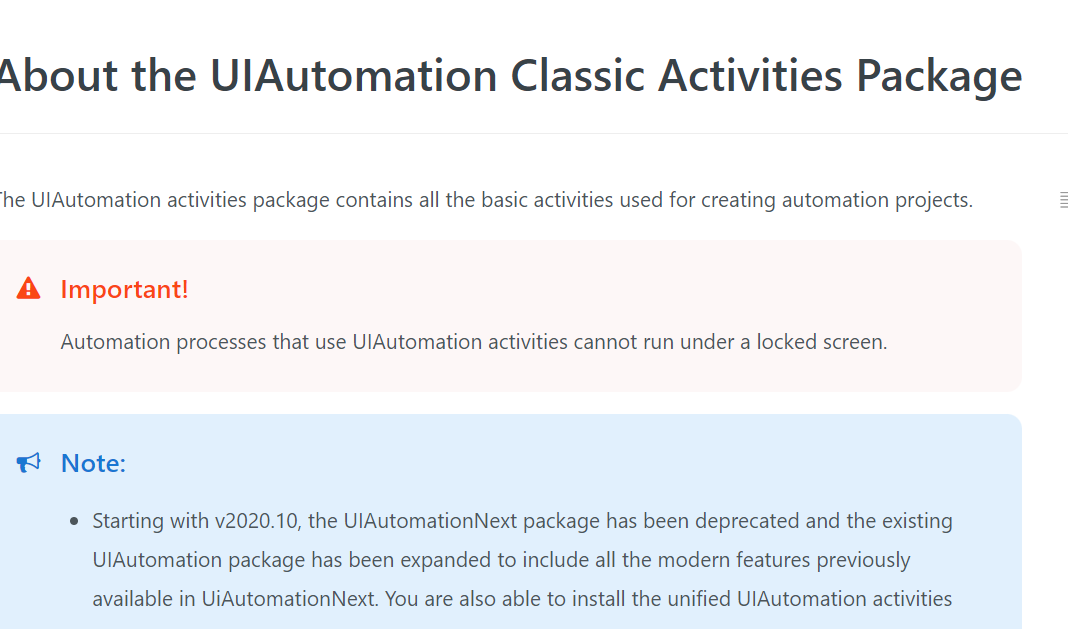 About the UIAutomation Classic Activities Package
The UIAutomation activities package contains all the basic activities used for creating automation projects.
Important!
Automation processes that use UIAutomation activities cannot run under a locked screen.
Note:
Starting with v2020.10, the UIAutomationNext package has been deprecated and the existing
UIAutomation package has been expanded to include all the modern features previously
available in UiAutomationNext. You are also able to install the unified UIAutomation activities